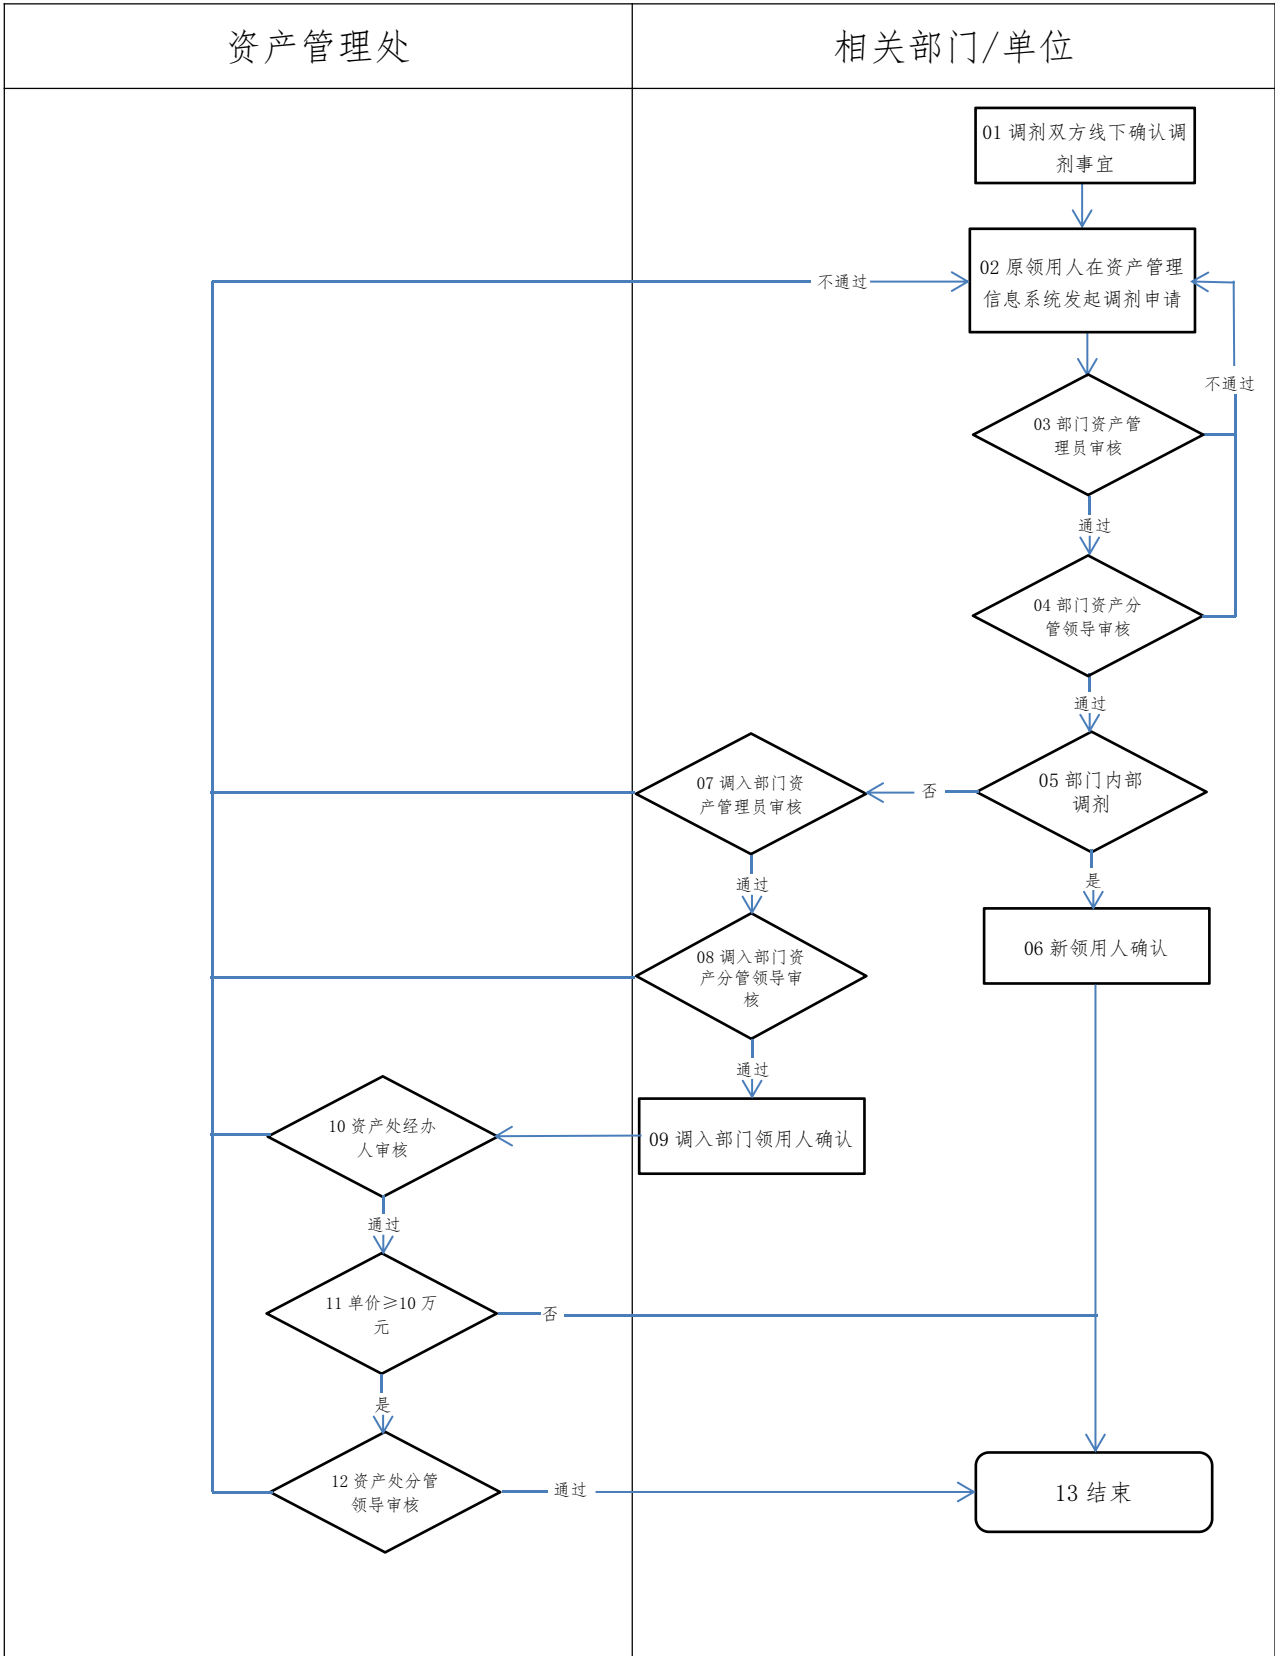 资产管理处
相关部门/单位
01 调剂双方线下确认调
剂事宜
02 原领用人在资产管理
信息系统发起调剂申请
不通过
不通过
03 部门资产管
理员审核
通过
04 部门资产分
管领导审核
通过
05 部门内部
调剂
否
07 调入部门资
产管理员审核
是
通过
06 新领用人确认
08 调入部门资
产分管领导审
核
通过
09 调入部门领用人确认
10 资产处经办
人审核
通过
11 单价≥10 万
元
否
是
12 资产处分管
领导审核
通过
13 结束